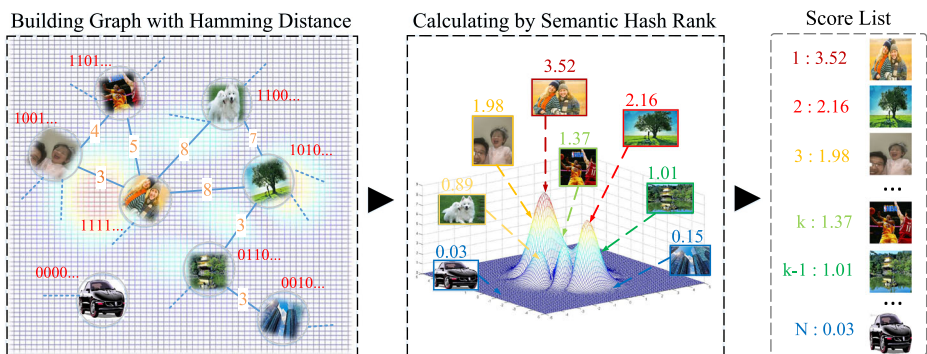 Building Graph with Hamming Distance
1101...
1100...
1001...
4
5
8
7
1010...
3
8
1111...
3
0110...
0000...
0010...
3
Calculating by Semantic Hash Rank
3.52
1.98
2.16
1.37
0.89
1.01
0.03
0.15
Score List
1 : 3.52
2 : 2.16
3 : 1.98
...
k : 1.37
k-1 : 1.01
...
N : 0.03